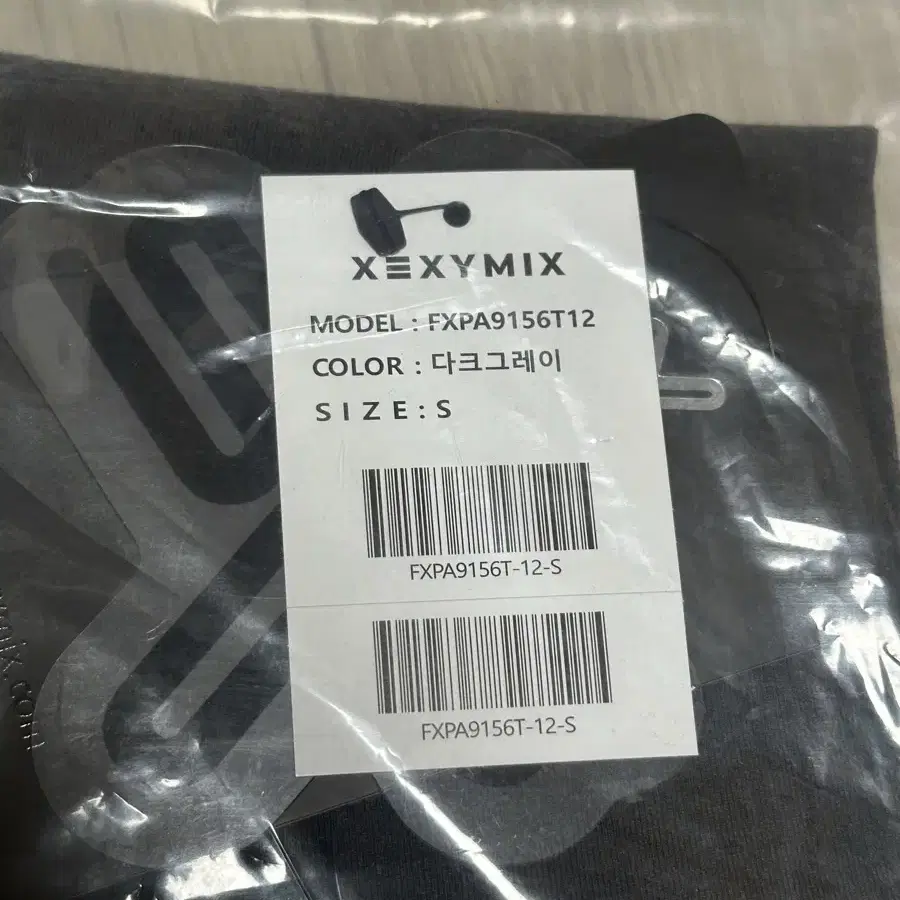 XEXYMIX
MODEL : FXPA9156T12
COLOR : 다크그레이
SIZE : S
FXPA9156T-12-S
FXPA9156T-12-S